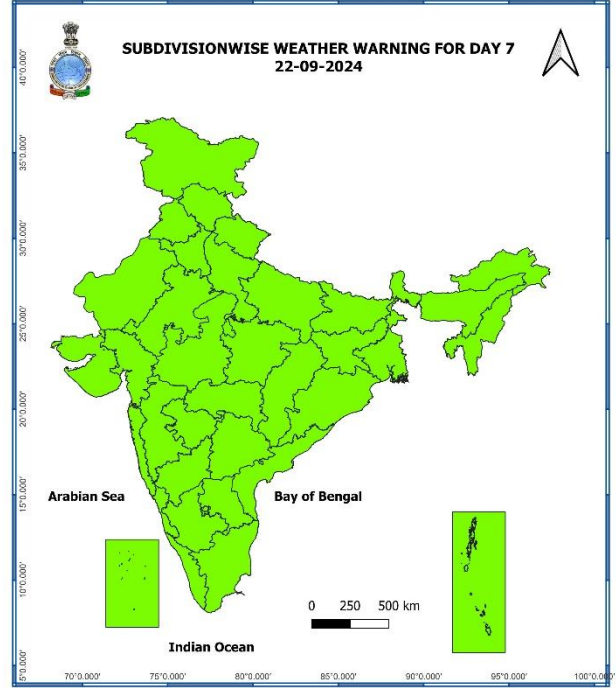 SUBDIVISIONWISE WEATHER WARNING FOR DAY 7
22-09-2024
40°0.000'
35°0.000'
30°0.000'
25°0.000'
20°0.000'
15°0.000'
10°0.000'
5°0.000'
Arabian Sea
Bay of Bengal
0 250 500 km
Indian Ocean
70°0.000' 75°0.000' 80°0.000' 85°0.000' 90°0.000' 95°0.000' 100°0.000'